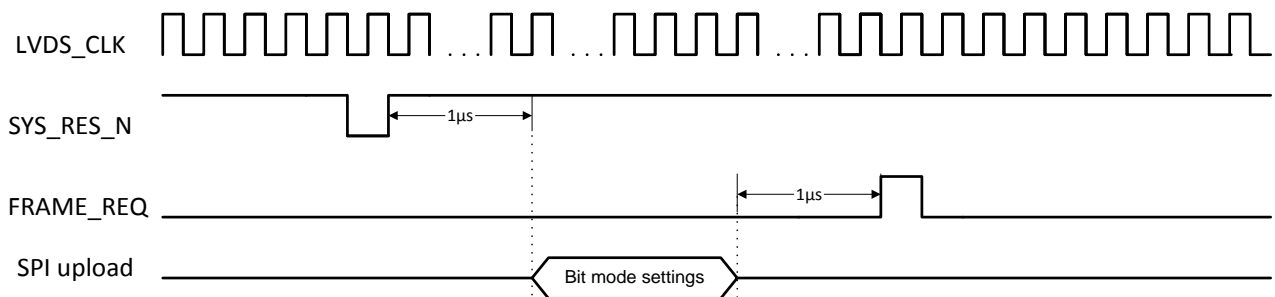 LVDS_CLK
. . .
. . .
. . .
SYS_RES_N
1µs
FRAME_REQ
1µs
SPI upload
Bit mode settings